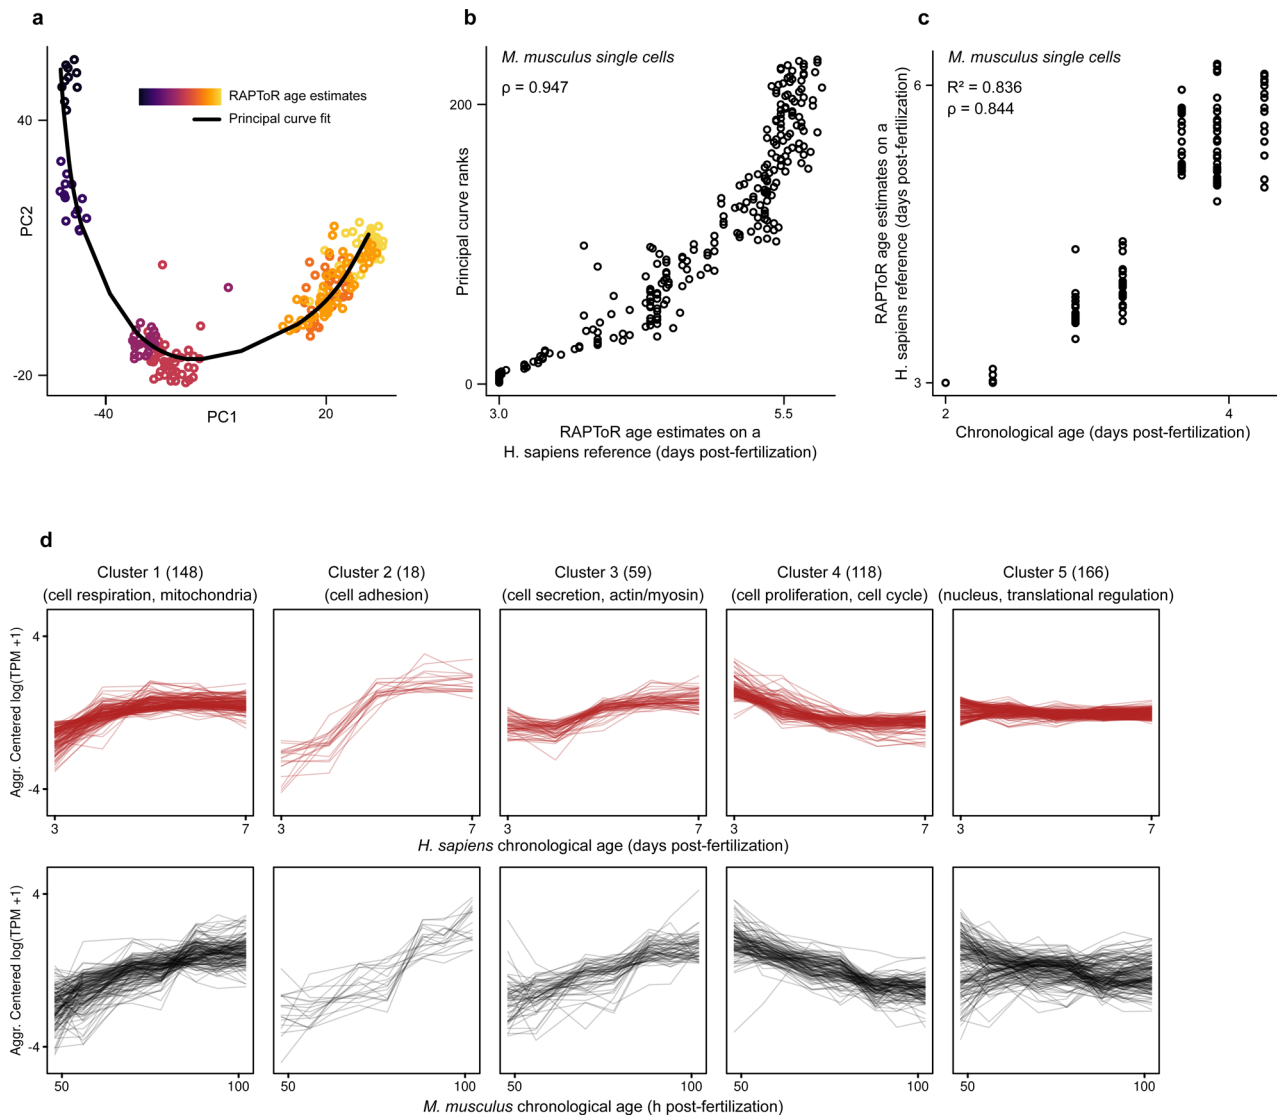 a
40
-20
PC2
-40
20
PC1
RAPToR age estimates
Principal curve fit
b
M. musculus single cells
ρ = 0.947
200
0
Principal curve ranks
3.0
5.5
RAPToR age estimates on a
H. sapiens reference (days post-fertilization)
c
M. musculus single cells
R² = 0.836
ρ = 0.844
6
3
RAPToR age estimates on a
H. sapiens reference (days post-fertilization)
2
4
Chronological age (days post-fertilization)
d
Cluster 1 (148)
(cell respiration, mitochondria)
Cluster 2 (18)
(cell adhesion)
Cluster 3 (59)
(cell secretion, actin/myosin)
Cluster 4 (118)
(cell proliferation, cell cycle)
Cluster 5 (166)
(nucleus, translational regulation)
Aggr. Centered log(TPM +1)
4
-4
3 7
3 7
3 7
3 7
3 7
H. sapiens chronological age (days post-fertilization)
Aggr. Centered log(TPM +1)
4
-4
50 100
50 100
50 100
50 100
50 100
M. musculus chronological age (h post-fertilization)